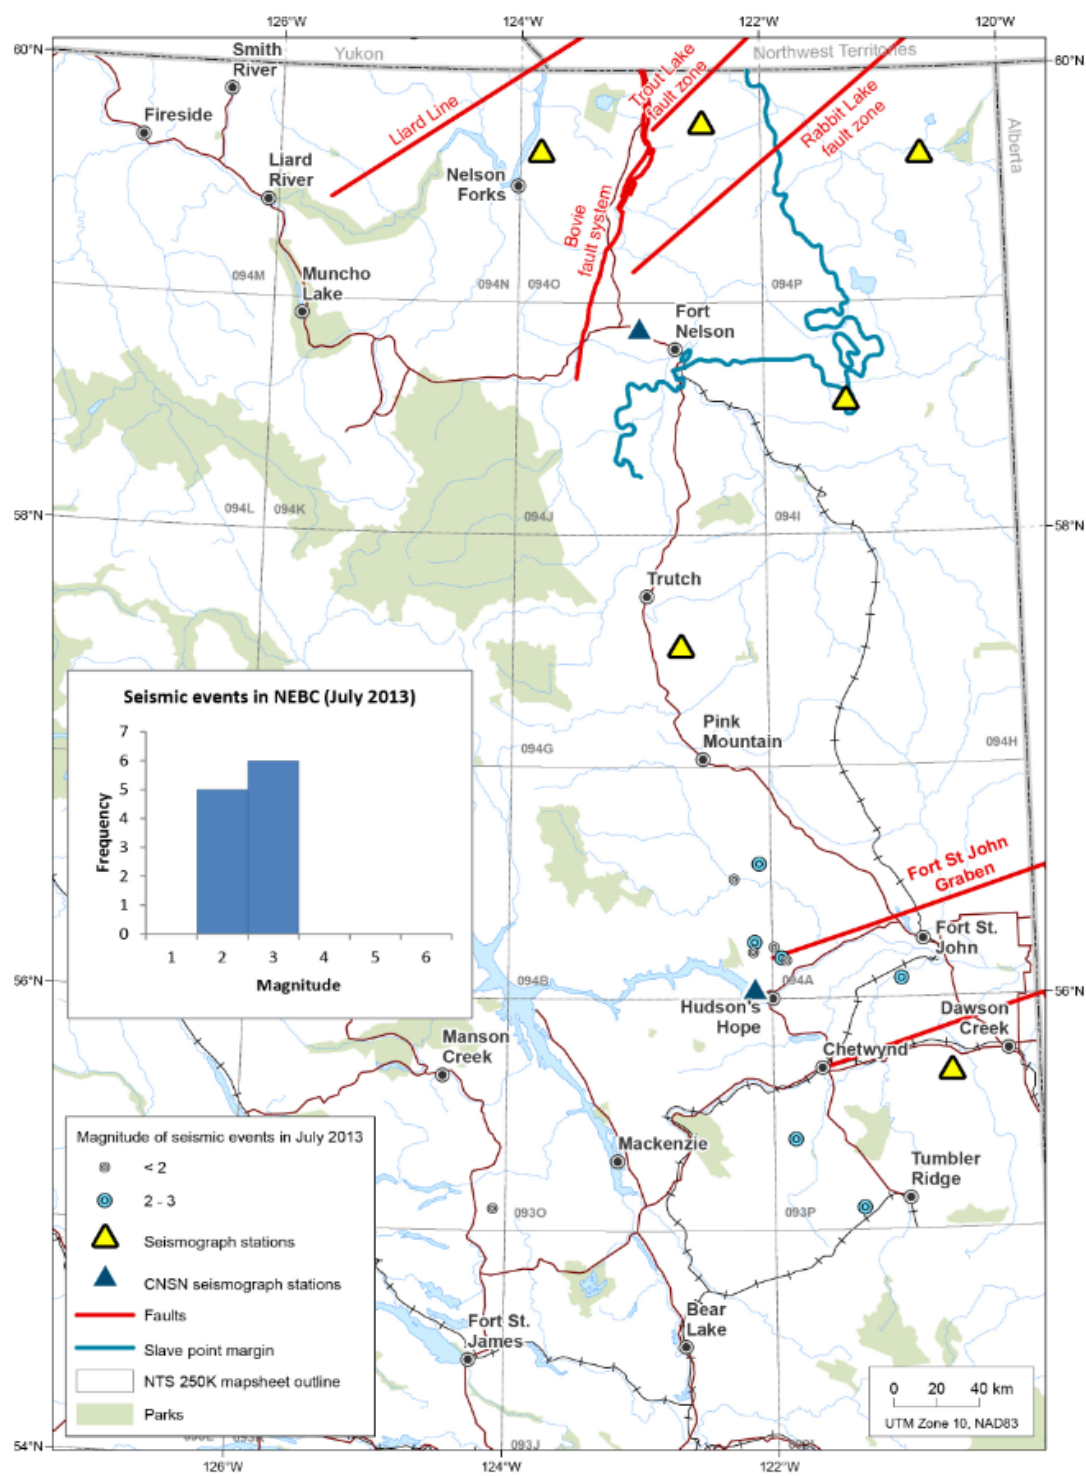 126°W
124°W
122°W
120°W
60°N
60°N
Yukon
Northwest Territories
Alberta
Smith
River
Fireside
Liard
River
Liard Line
Nelson
Forks
Trout Lake
fault zone
Rabbit Lake
fault zone
Bovie
fault system
094M
Muncho
Lake
094N
094O
094P
Fort
Nelson
58°N
58°N
094L
094K
094J
094I
Trutch
Pink
Mountain
094G
094H
Seismic events in NEBC (July 2013)
Frequency
7
6
5
4
3
2
1
0
1
2
3
4
5
6
Magnitude
Fort St John
Graben
Fort St.
John
56°N
56°N
094B
094A
Hudson's
Hope
Dawson
Creek
Chetwynd
Manson
Creek
Mackenzie
Tumbler
Ridge
093O
093P
Bear
Lake
Fort St.
James
Magnitude of seismic events in July 2013
< 2
2 - 3
Seismograph stations
CNSN seismograph stations
Faults
Slave point margin
NTS 250K mapsheet outline
Parks
0 20 40 km
UTM Zone 10, NAD83
54°N
093J
126°W
124°W
122°W